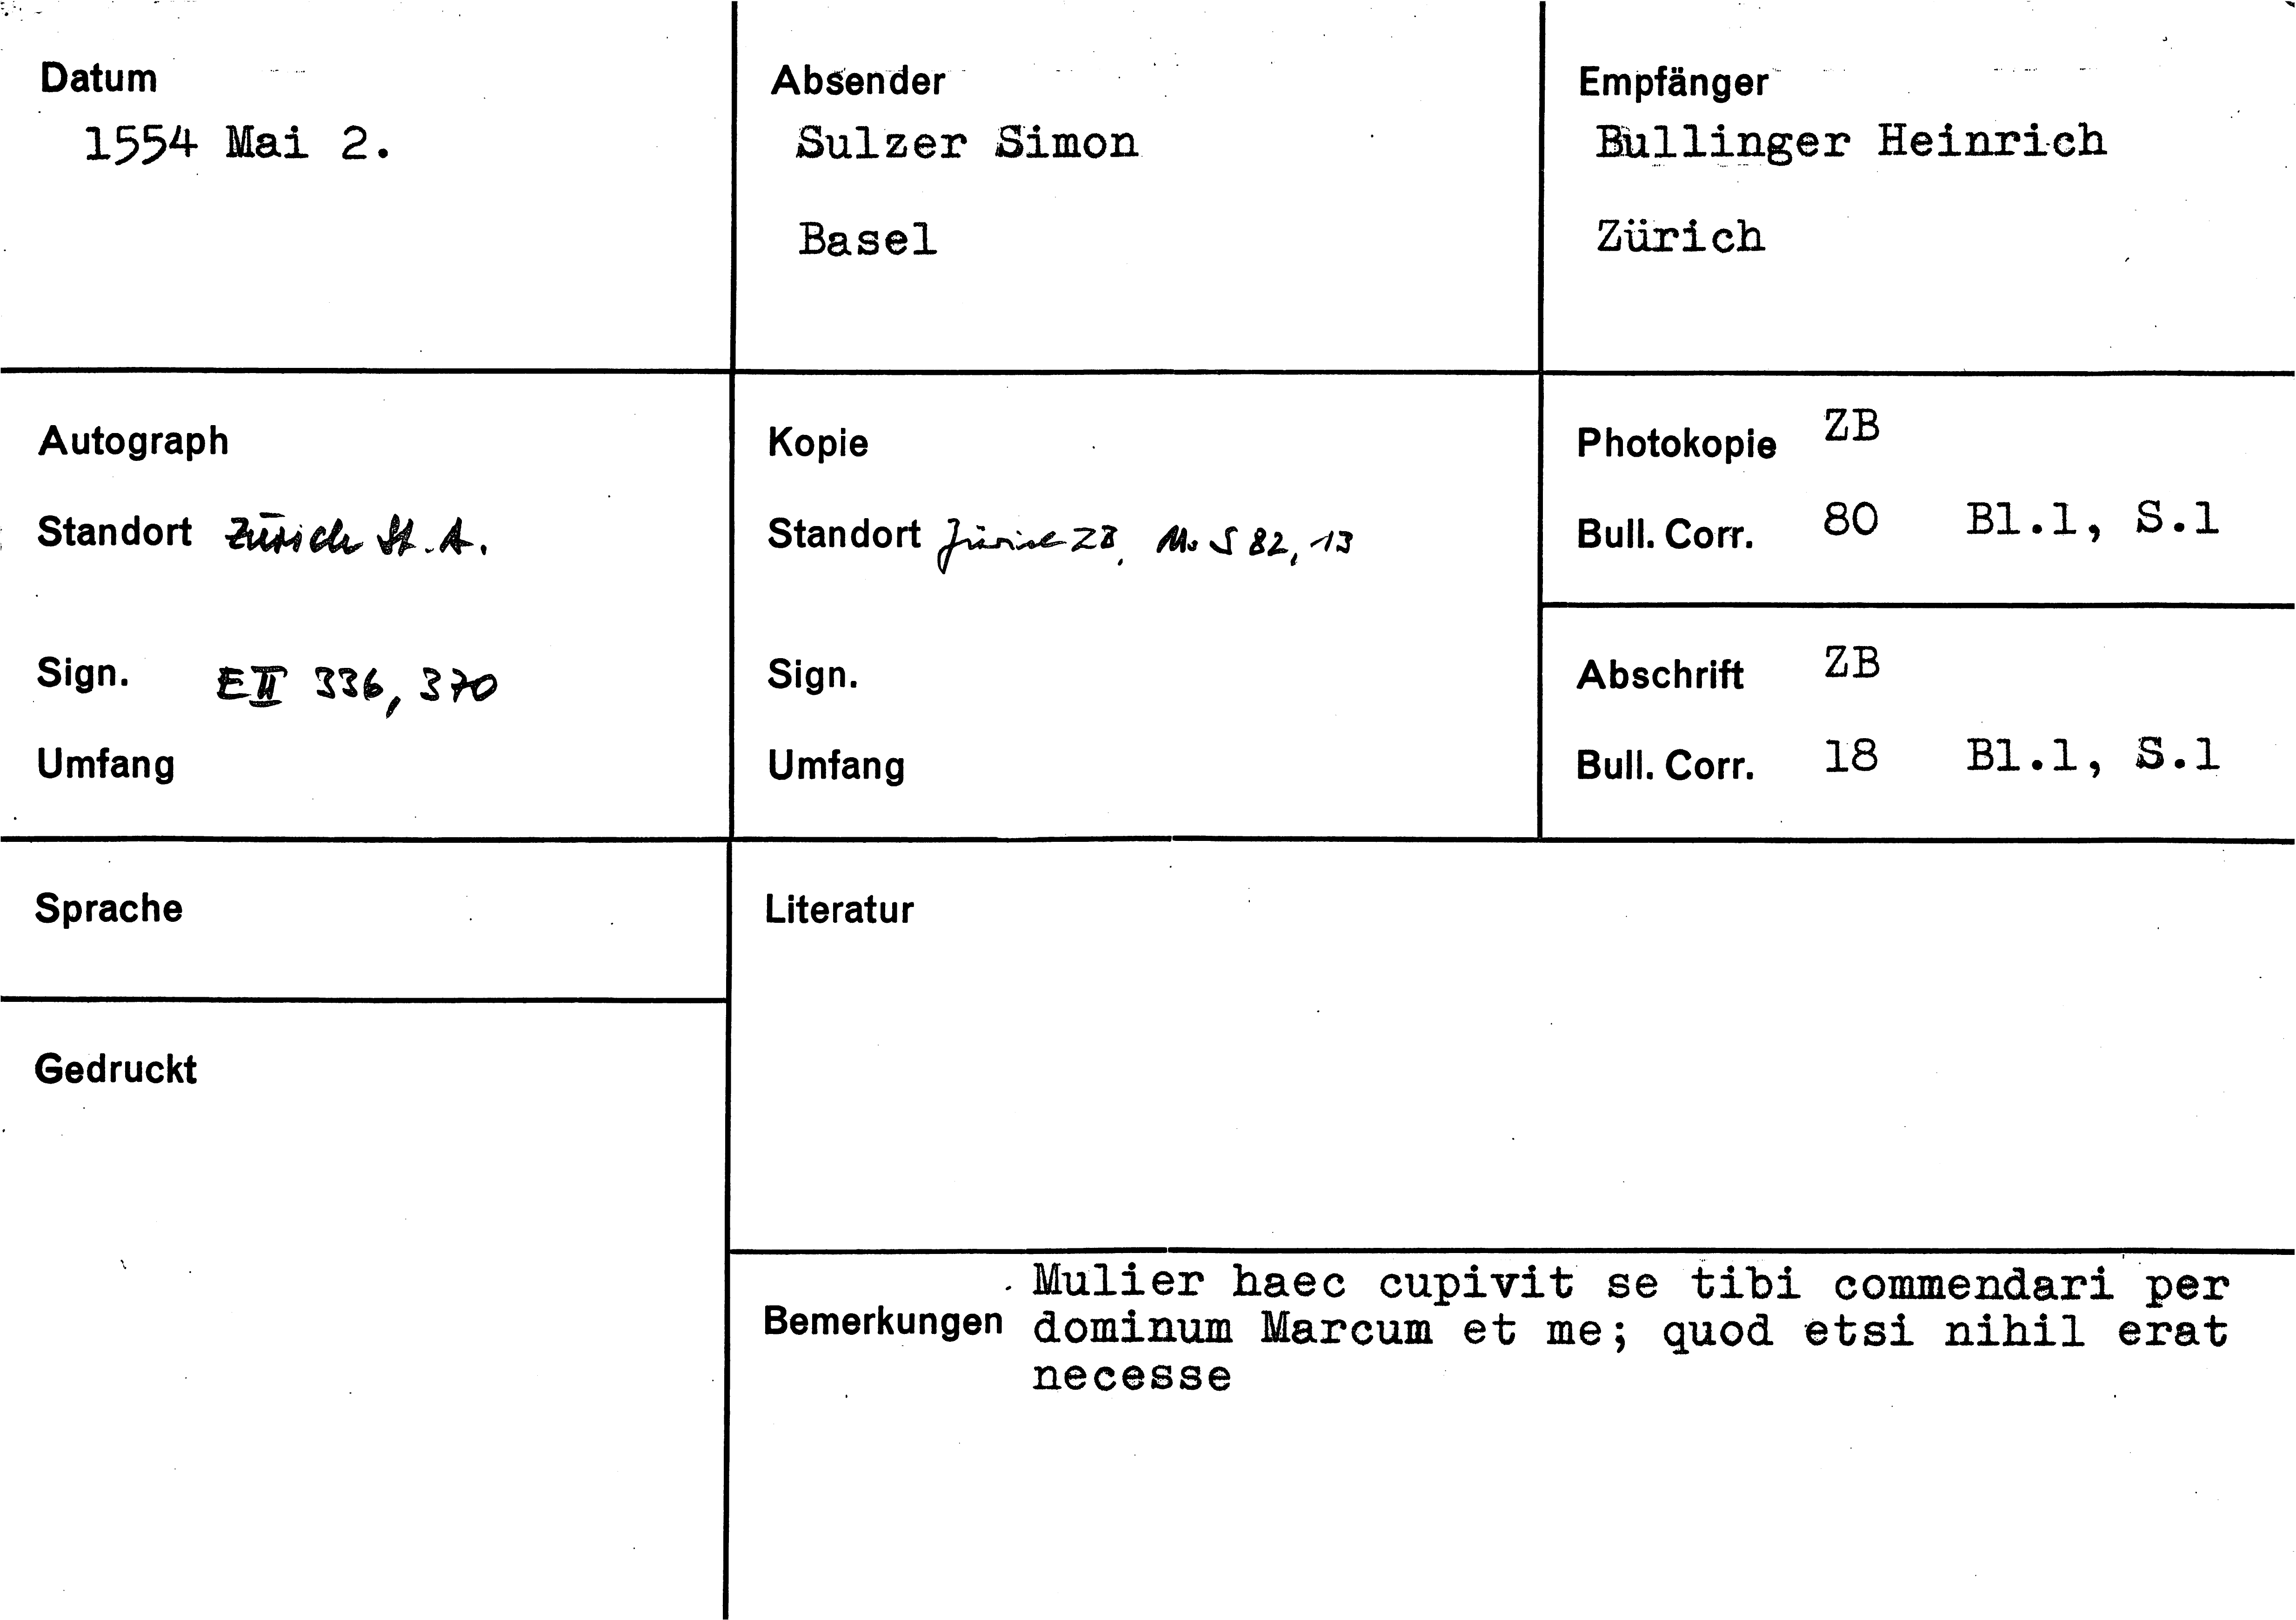 Datum
1554 Mai 2.
Absender
Sulzer Simon
Basel
Empfänger
Bullinger Heinrich
Zürich
Autograph
Standort Zürich St. A.
Sign. E II 336, 370
Umfang
Kopie
Standort Zürich ZB, Ms S 82, 13
Sign.
Umfang
Photokopie ZB
Bull. Corr. 80 Bl.1, S.1
Abschrift ZB
Bull. Corr. 18 Bl.1, S.1
Sprache
Gedruckt
Literatur
Bemerkungen
Mulier haec cupivit se tibi commendari per
dominum Marcum et me; quod etsi nihil erat
necesse